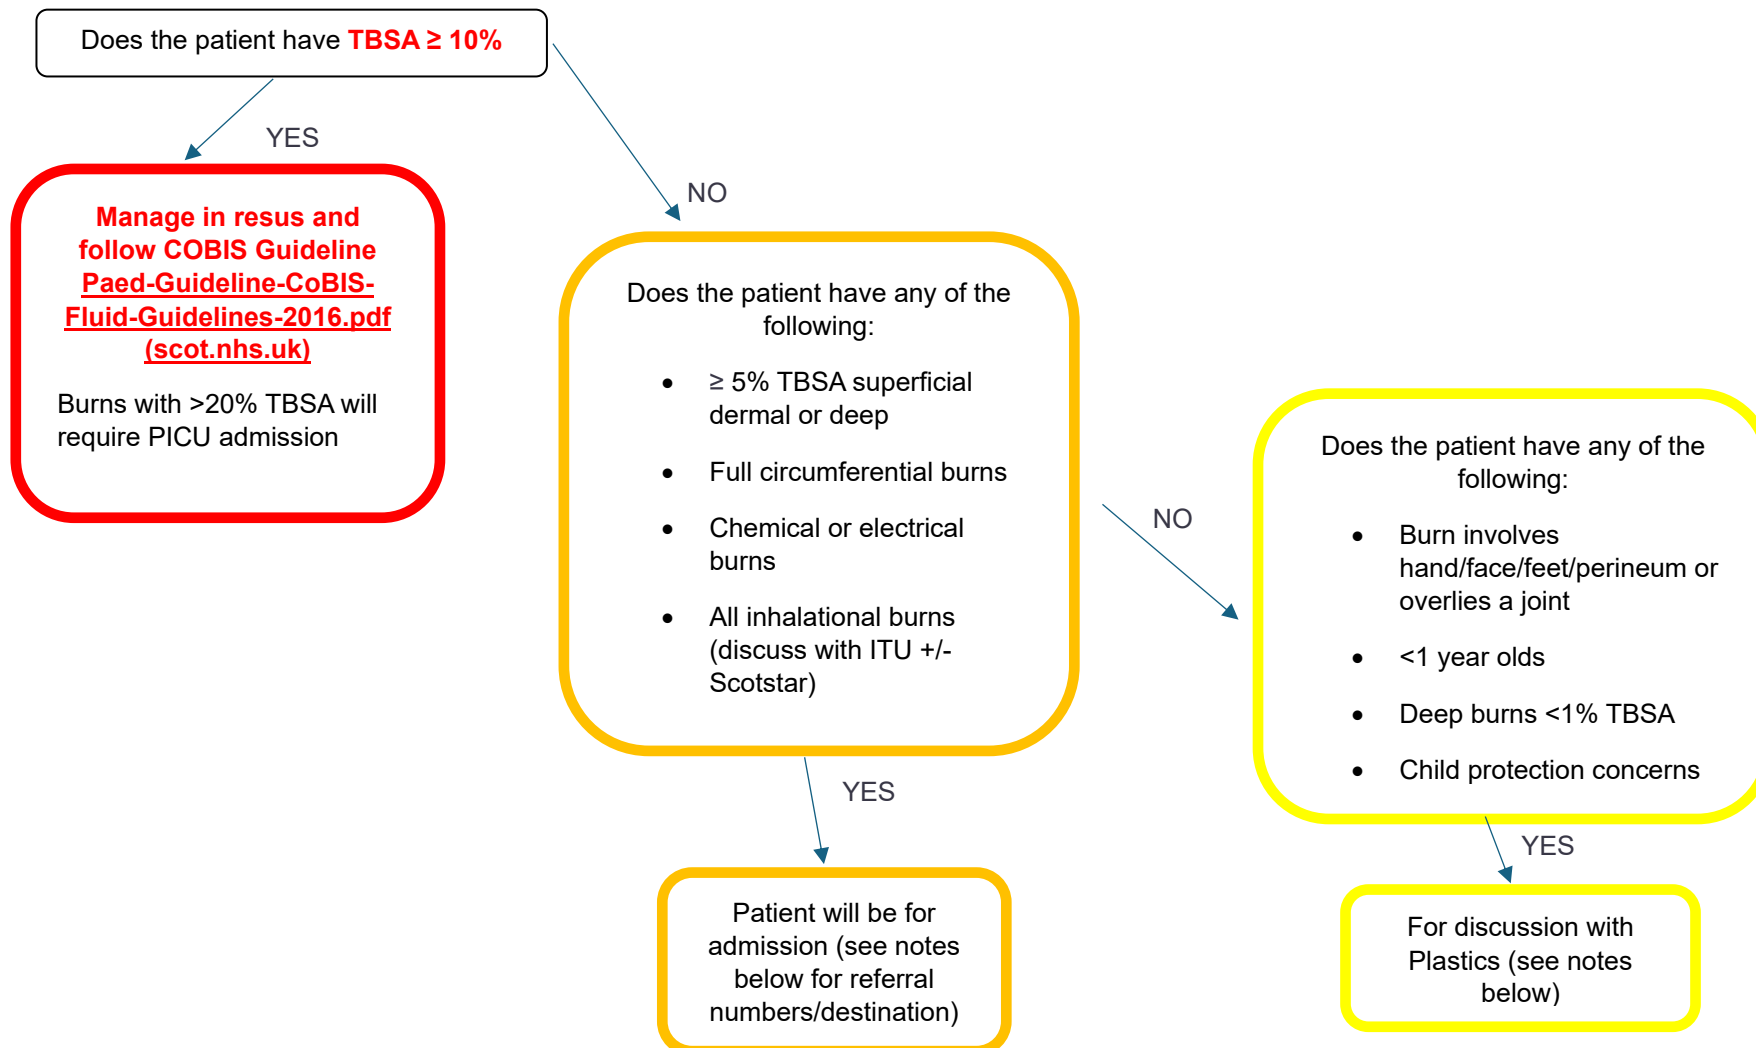 Does the patient have TBSA ≥ 10%
YES
NO
Manage in resus and
follow COBIS Guideline
Paed-Guideline-CoBIS-
Fluid-Guidelines-2016.pdf
(scot.nhs.uk)
Burns with >20% TBSA will
require PICU admission
Does the patient have any of the
following:
• ≥ 5% TBSA superficial
dermal or deep
• Full circumferential burns
• Chemical or electrical
burns
• All inhalational burns
(discuss with ITU +/-
Scotstar)
NO
YES
Does the patient have any of the
following:
• Burn involves
hand/face/feet/perineum or
overlies a joint
• <1 year olds
• Deep burns <1% TBSA
• Child protection concerns
YES
Patient will be for
admission (see notes
below for referral
numbers/destination)
For discussion with
Plastics (see notes
below)